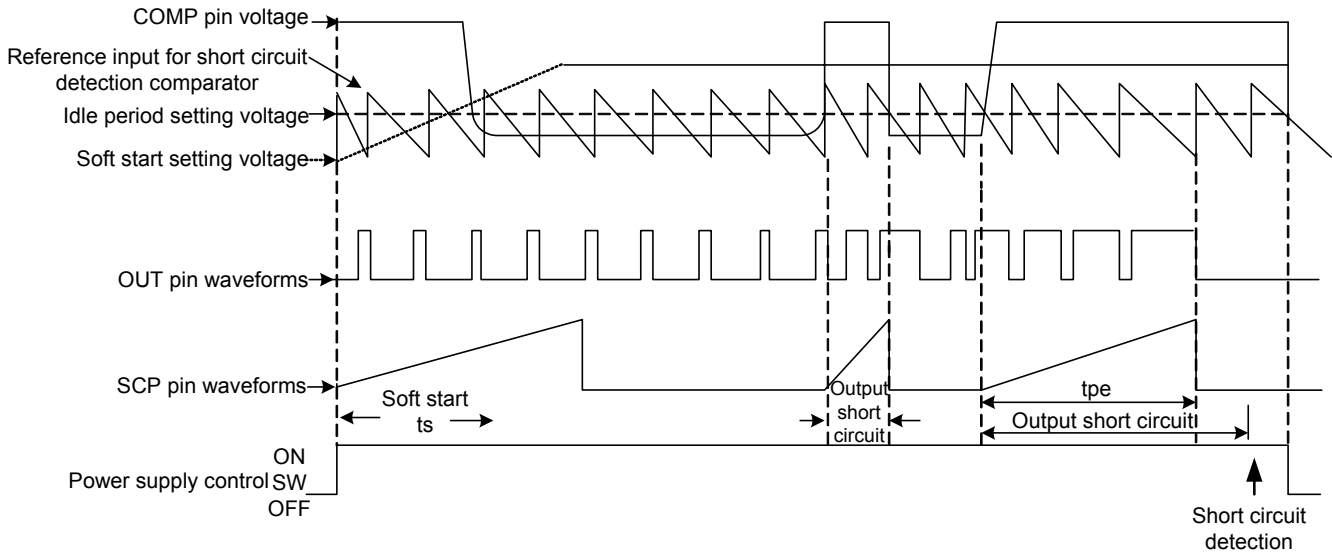 COMP pin voltage
Reference input for short circuit
detection comparator
Idle period setting voltage
Soft start setting voltage
OUT pin waveforms
SCP pin waveforms
Soft start
ts
Output
short
circuit
tpe
Output short circuit
ON
Power supply control SW
OFF
Short circuit
detection